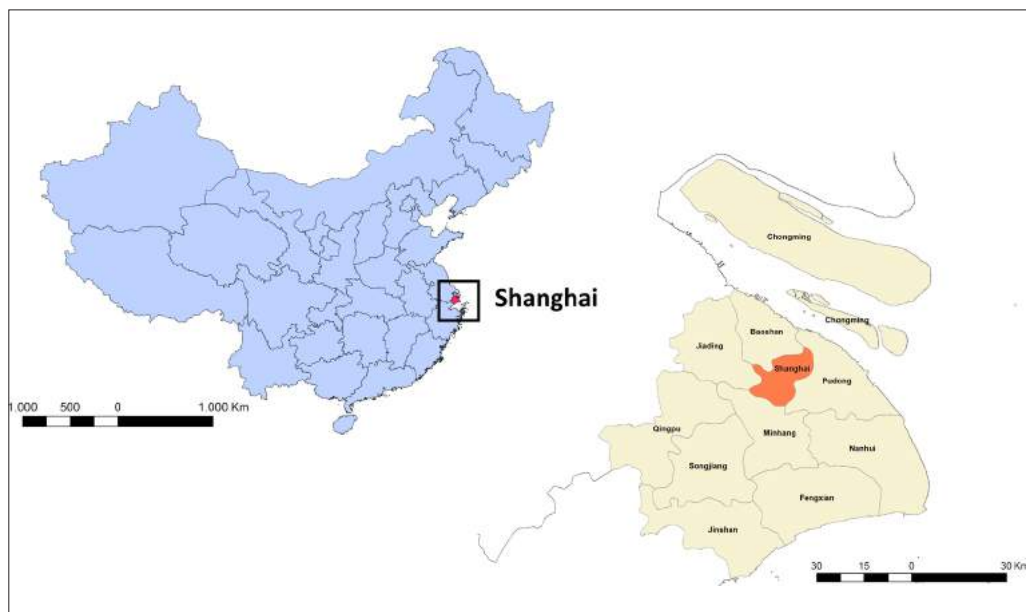 Shanghai
1,000 500 0 1,000 Km
Chongming
Chongming
Baoshan
Jiading
Shanghai
Pudong
Qingpu
Minhang
Nanhui
Songjiang
Fengxian
Jinshan
30 15 0 30 Km